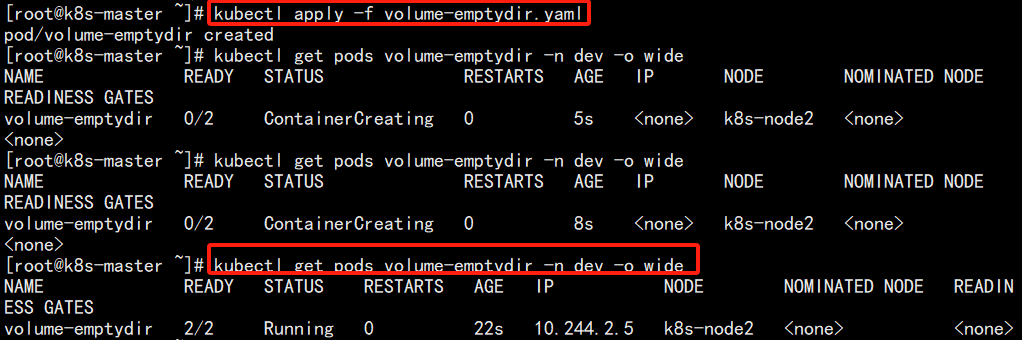 [root@k8s-master ~]# kubectl apply -f volume-emptydir.yaml
pod/volume-emptydir created
[root@k8s-master ~]# kubectl get pods volume-emptydir -n dev -o wide
NAME READY STATUS RESTARTS AGE IP NODE NOMINATED NODE
READINESS GATES
volume-emptydir 0/2 ContainerCreating 0 5s <none> k8s-node2 <none>
<none>
[root@k8s-master ~]# kubectl get pods volume-emptydir -n dev -o wide
NAME READY STATUS RESTARTS AGE IP NODE NOMINATED NODE
READINESS GATES
volume-emptydir 0/2 ContainerCreating 0 8s <none> k8s-node2 <none>
<none>
[root@k8s-master ~]# kubectl get pods volume-emptydir -n dev -o wide
NAME READY STATUS RESTARTS AGE IP NODE NOMINATED NODE READIN
ESS GATES
volume-emptydir 2/2 Running 0 22s 10.244.2.5 k8s-node2 <none> <none>